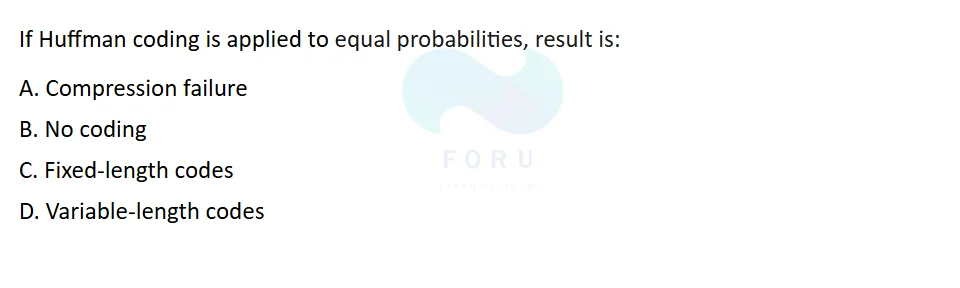 If Huffman coding is applied to equal probabilities, result is:
A. Compression failure
B. No coding
C. Fixed-length codes
D. Variable-length codes
FORU